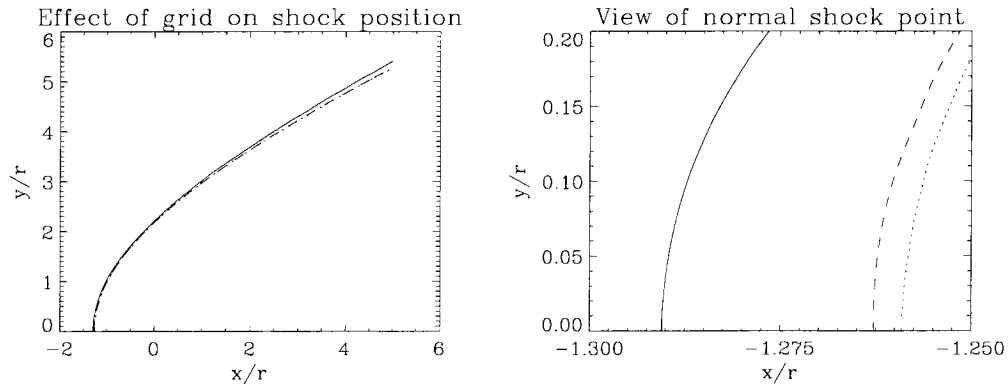 Effect of grid on shock position
6
5
4
3
2
1
0
y/r
-2 0 2 4 6
x/r
View of normal shock point
0.20
0.15
0.10
0.05
0.00
y/r
-1.300 -1.275 -1.250
x/r